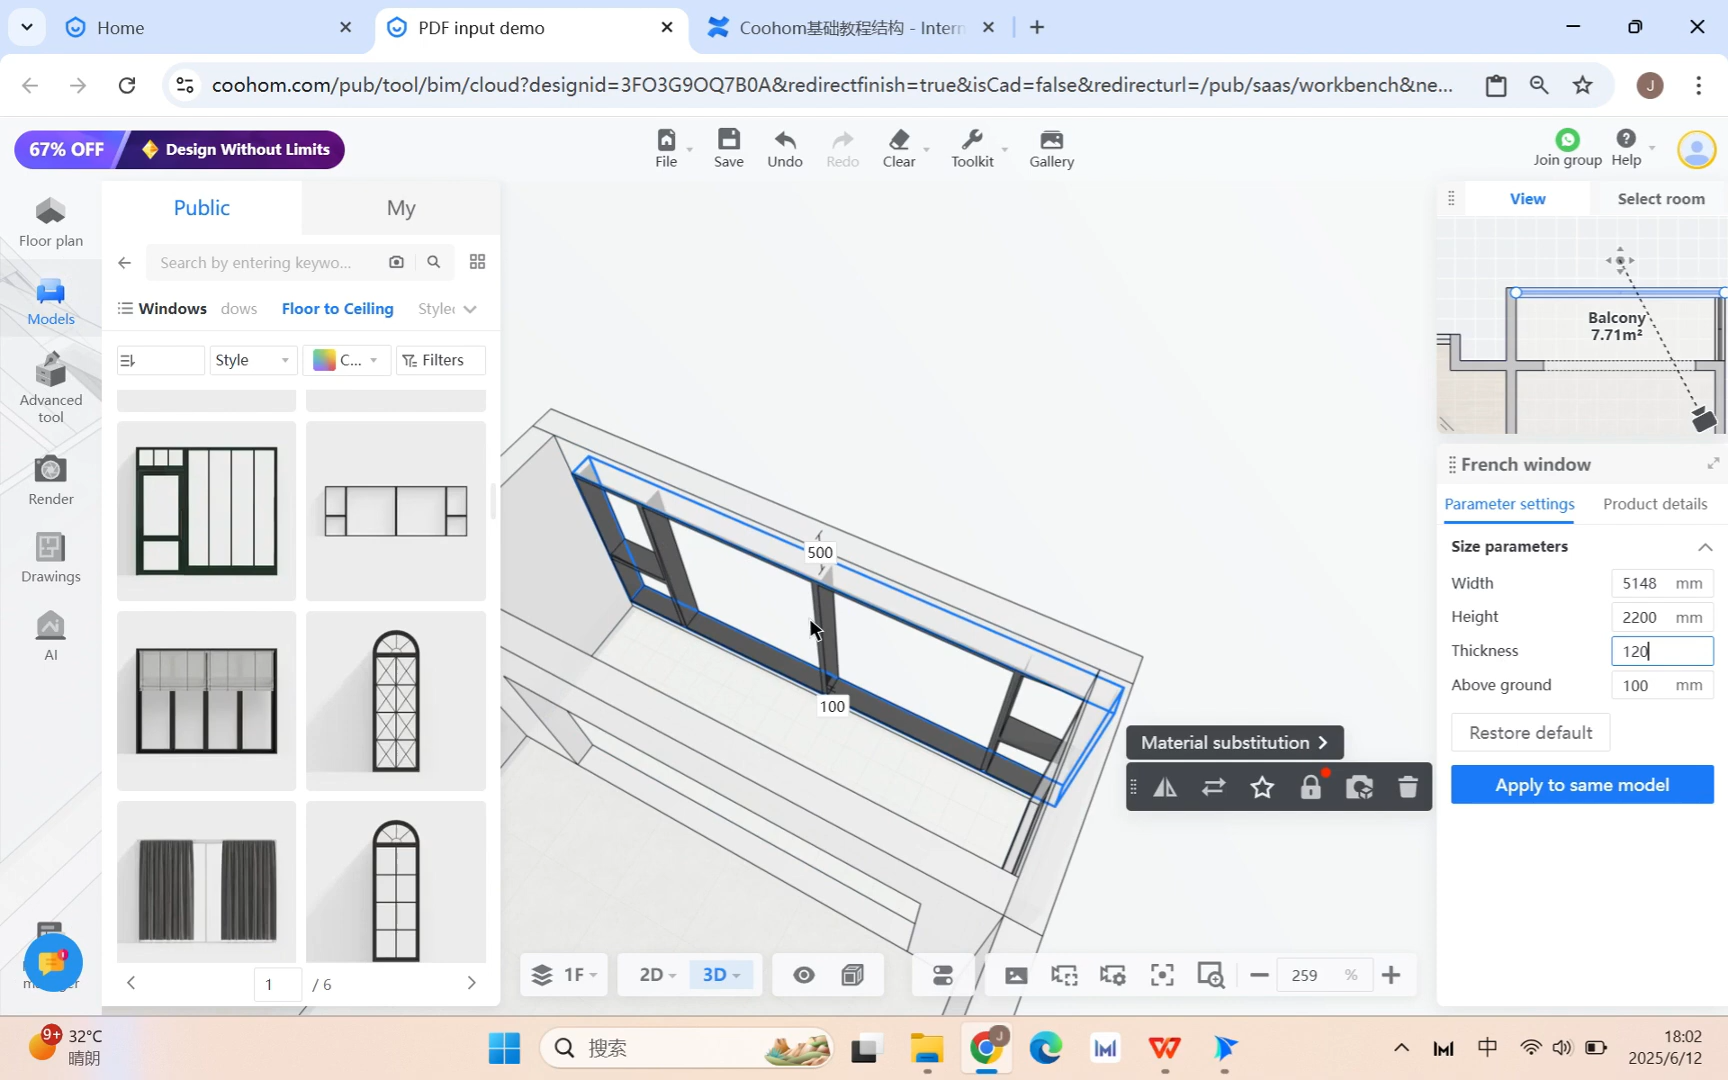 Home
PDF input demo
Coohom基础教程结构 - Intern
coohom.com/pub/tool/bim/cloud?designid=3FO3G9OQ7B0A&redirectfinish=true&isCad=false&redirecturl=/pub/saas/workbench&ne...
J
67% OFF
Design Without Limits
File
Save
Undo
Redo
Clear
Toolkit
Gallery
Join group
Help
Floor plan
Models
Advanced
tool
Render
Drawings
AI
Public
My
Search by entering keywo...
Windows
dows
Floor to Ceiling
Style
Style
C...
Filters
1
/ 6
500
100
Material substitution
View
Select room
Balcony
7.71m²
French window
Parameter settings
Product details
Size parameters
Width
5148 mm
Height
2200 mm
Thickness
120
Above ground
100 mm
Restore default
Apply to same model
1F
2D
3D
259 %
9+
32°C
晴朗
搜索
J
中
18:02
2025/6/12